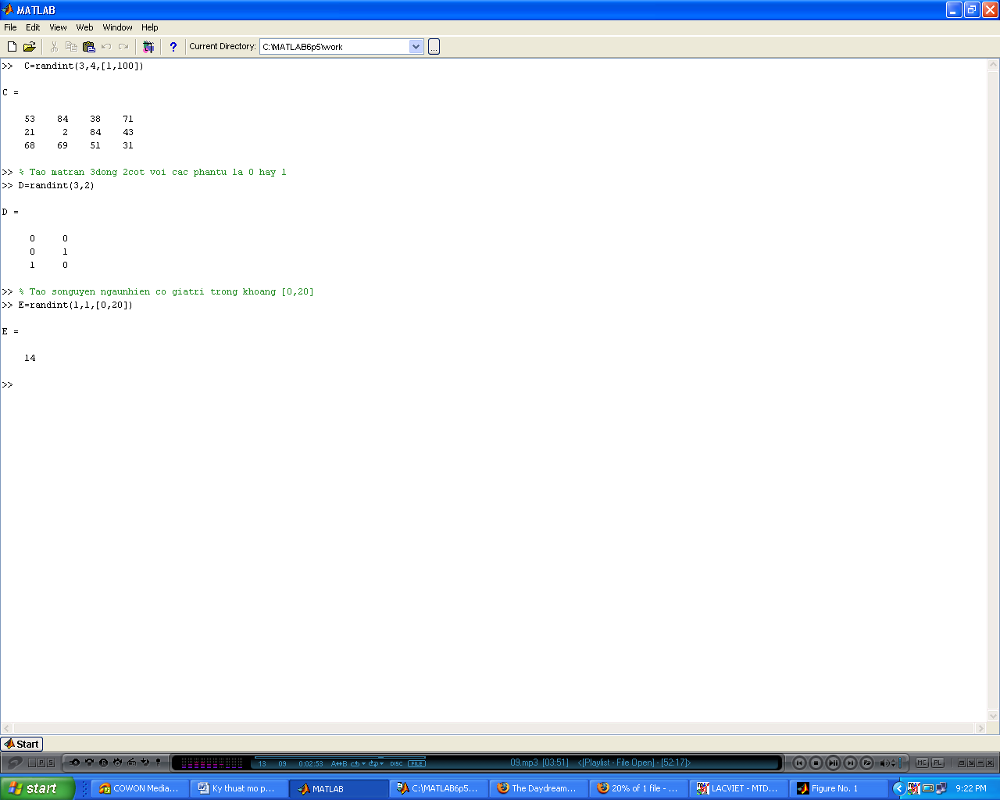 MATLAB
File Edit View Web Window Help
Current Directory: C:\MATLAB6p5\work ...
>>  C=randint(3,4,[1,100])
C =
53 84 38 71
21 2 84 43
68 69 51 31
>> % Tao matran 3dong 2cot voi cac phantu la 0 hay 1
>> D=randint(3,2)
D =
0 0
0 1
1 0
>> % Tao songuyen ngaunhien co giatri trong khoang [0,20]
>> E=randint(1,1,[0,20])
E =
14
>>
Start
P S 13 09 0:02:53 A↔B DISC FILE 09.mp3 [03:51] <[Playlist - File Open] - [52:17]> MC PL
start COWON Media... Ky thuat mo p... MATLAB C:\MATLAB6p5... The Daydream... 20% of 1 file - ... LACVIET - MTD... Figure No. 1 9:22 PM